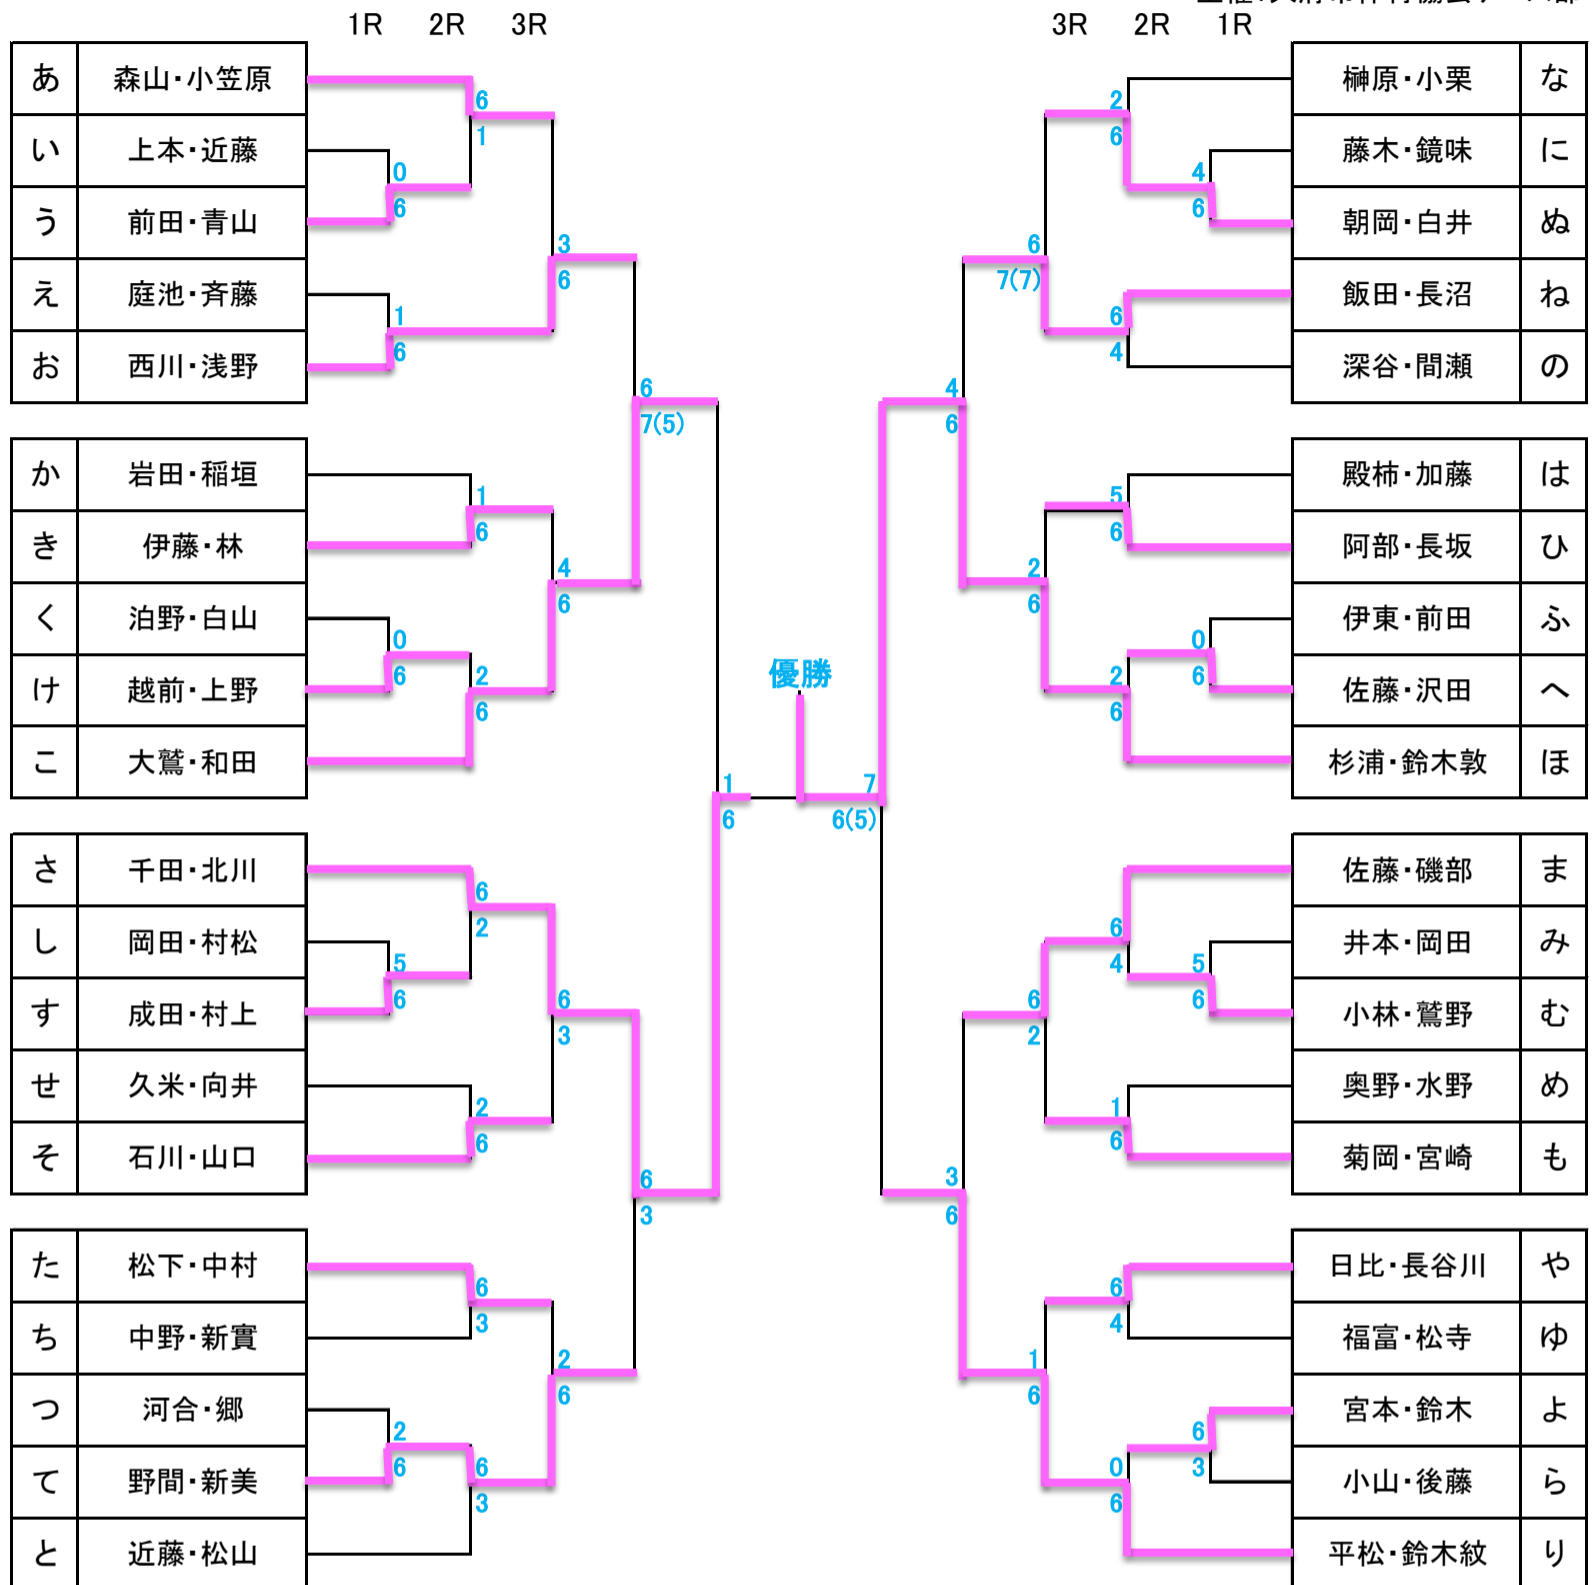 3R 2R 1R
1R 2R 3R
あ 森山・小笠原
い 上本・近藤
う 前田・青山
え 庭池・斉藤
お 西川・浅野
か 岩田・稲垣
き 伊藤・林
く 泊野・白山
け 越前・上野
こ 大鷲・和田
さ 千田・北川
し 岡田・村松
す 成田・村上
せ 久米・向井
そ 石川・山口
た 松下・中村
ち 中野・新實
つ 河合・郷
て 野間・新美
と 近藤・松山
6
1
0
6
3
6
1
6
6
7(5)
1
6
4
6
0
6
2
6
1
6
6
2
5
6
6
3
2
6
6
3
6
3
2
6
2
6
6
3
優勝
7
6(5)
2
6
4
6
6
7(7)
6
4
4
6
5
6
2
6
0
6
2
6
6
4
5
6
6
2
1
6
3
6
6
4
1
6
6
3
0
6
榊原・小栗 な
藤木・鏡味 に
朝岡・白井 ぬ
飯田・長沼 ね
深谷・間瀬 の
殿柿・加藤 は
阿部・長坂 ひ
伊東・前田 ふ
佐藤・沢田 へ
杉浦・鈴木敦 ほ
佐藤・磯部 ま
井本・岡田 み
小林・鷲野 む
奥野・水野 め
菊岡・宮崎 も
日比・長谷川 や
福富・松寺 ゆ
宮本・鈴木 よ
小山・後藤 ら
平松・鈴木紋 り